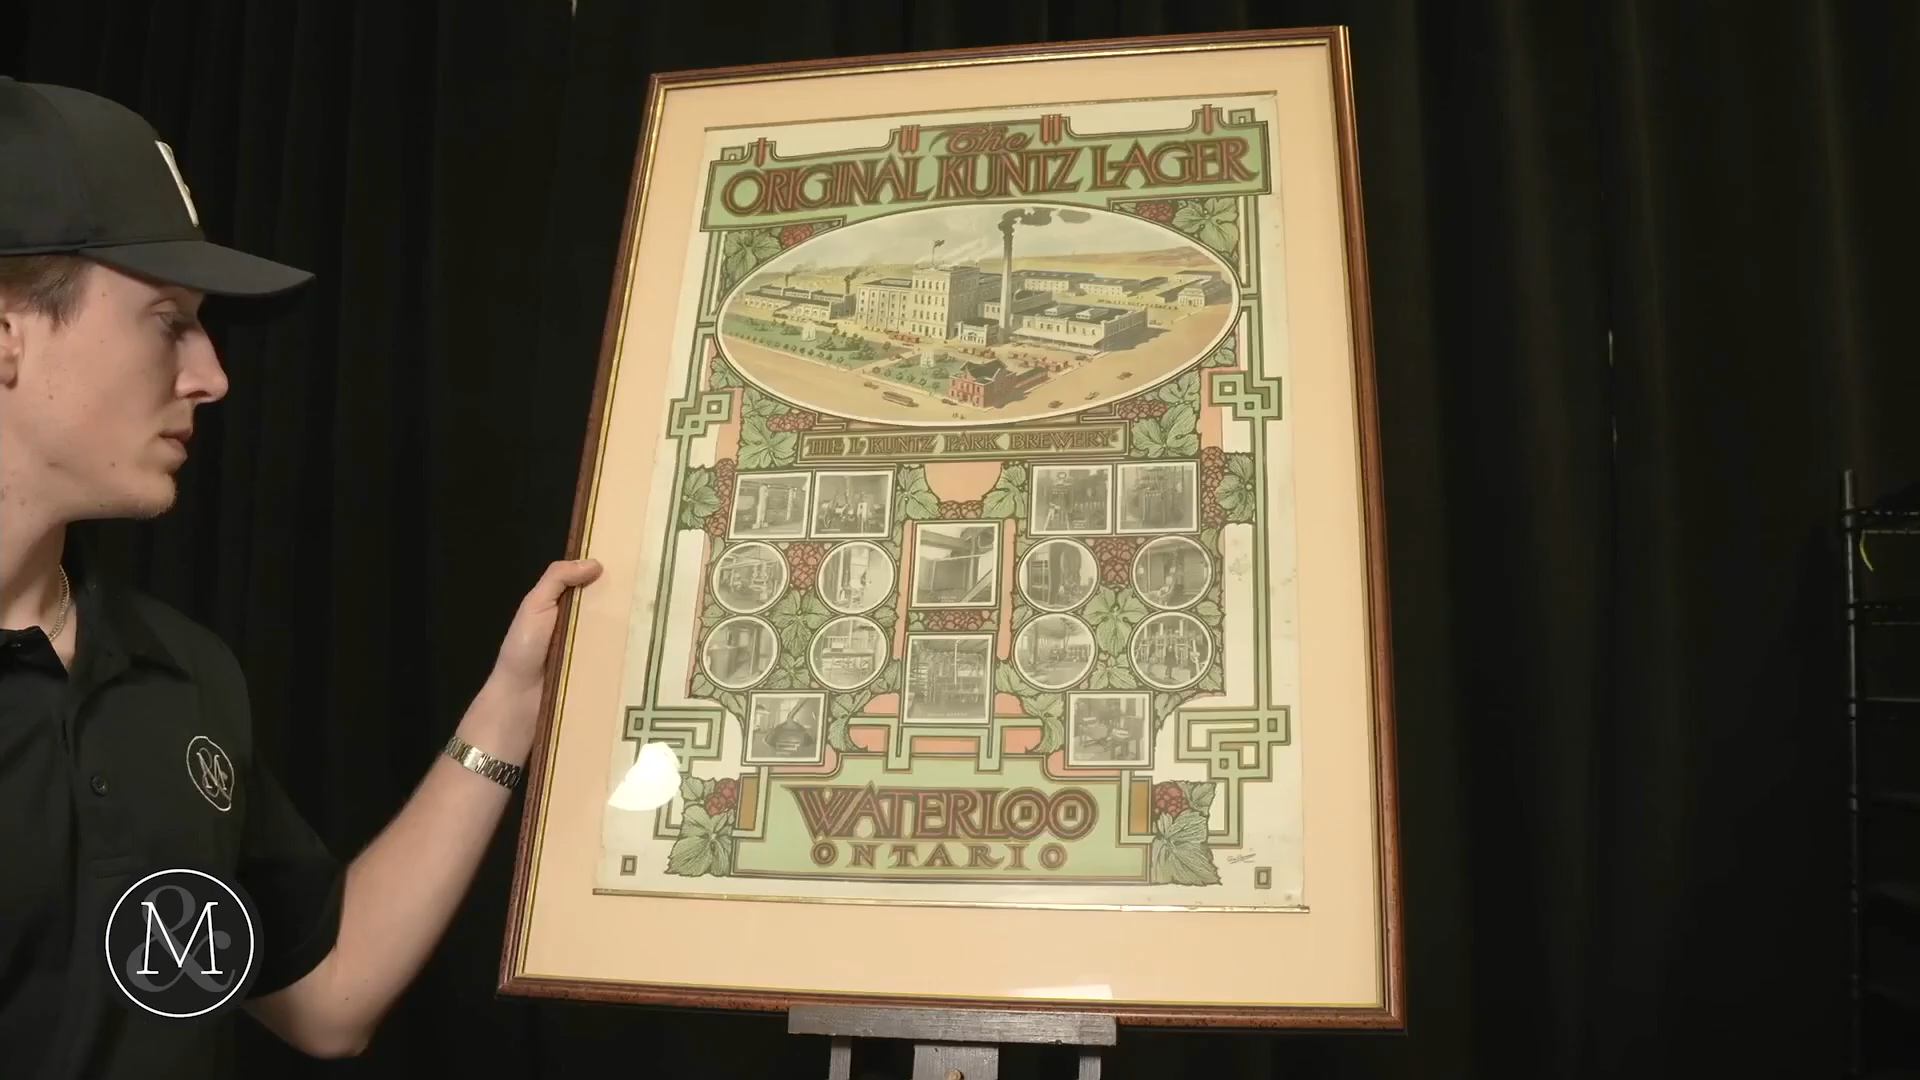 The
ORIGINAL KUNTZ LAGER
THE L. KUNTZ PARK BREWERY
WATERLOO
ONTARIO
M
&
M